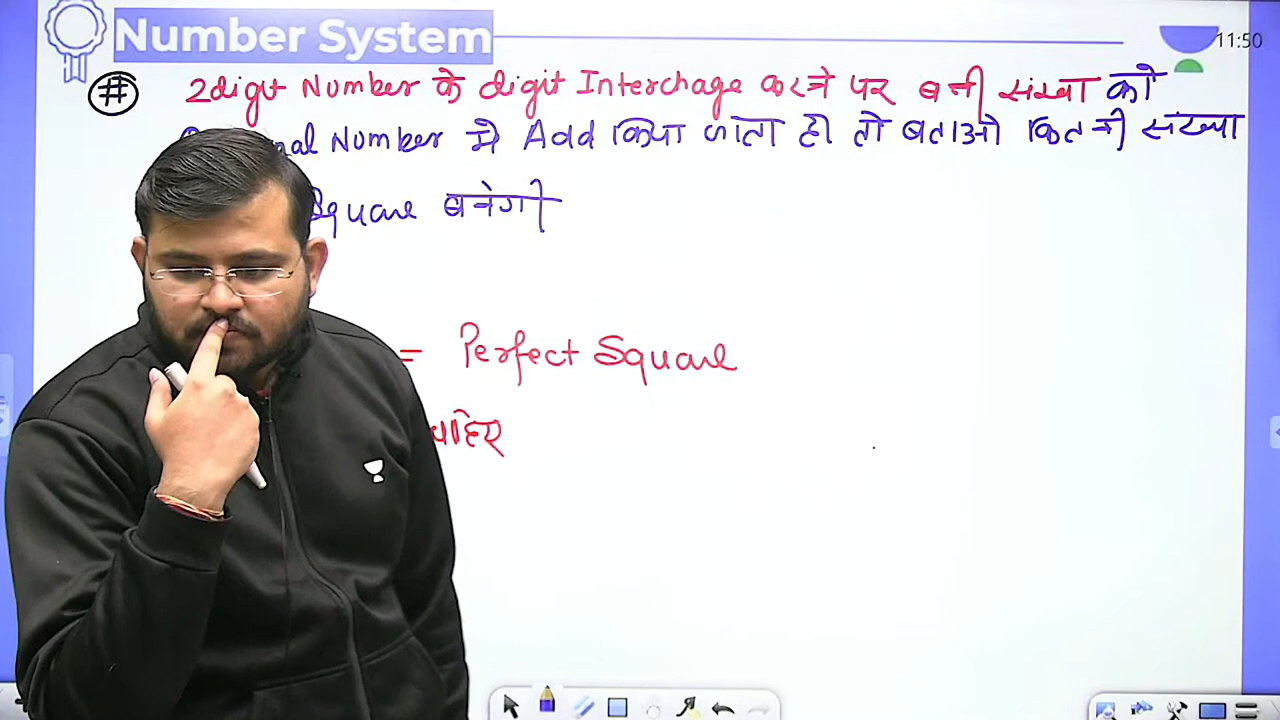 Number System
11:50
# 2digit Number के digit Interchage करने पर बनी संख्या को
Number मे Add किया जाता हो तो बताओ कितनी संख्या
Square बनेगी
= Perfect Square
चाहिए